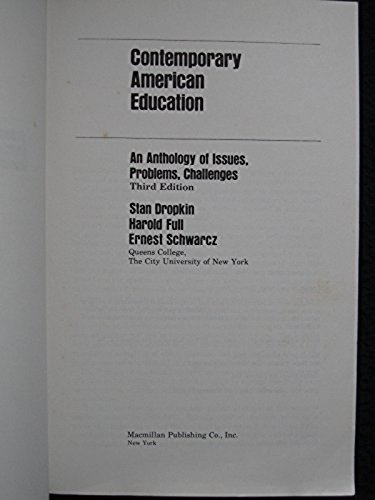 Contemporary
American
Education
An Anthology of Issues,
Problems, Challenges
Third Edition
Stan Dropkin
Harold Full
Ernest Schwarcz
Queens College,
The City University of New York
Macmillan Publishing Co., Inc.
New York